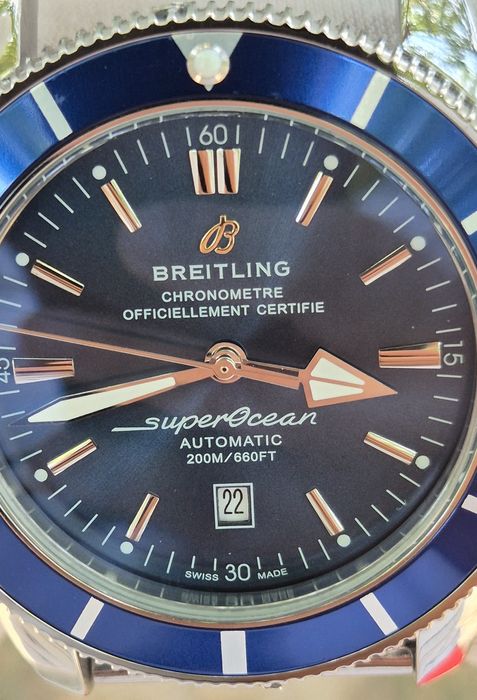 60
B
BREITLING
CHRONOMETRE
OFFICIELLEMENT CERTIFIE
45
15
superOcean
AUTOMATIC
200M/660FT
22
SWISS 30 MADE